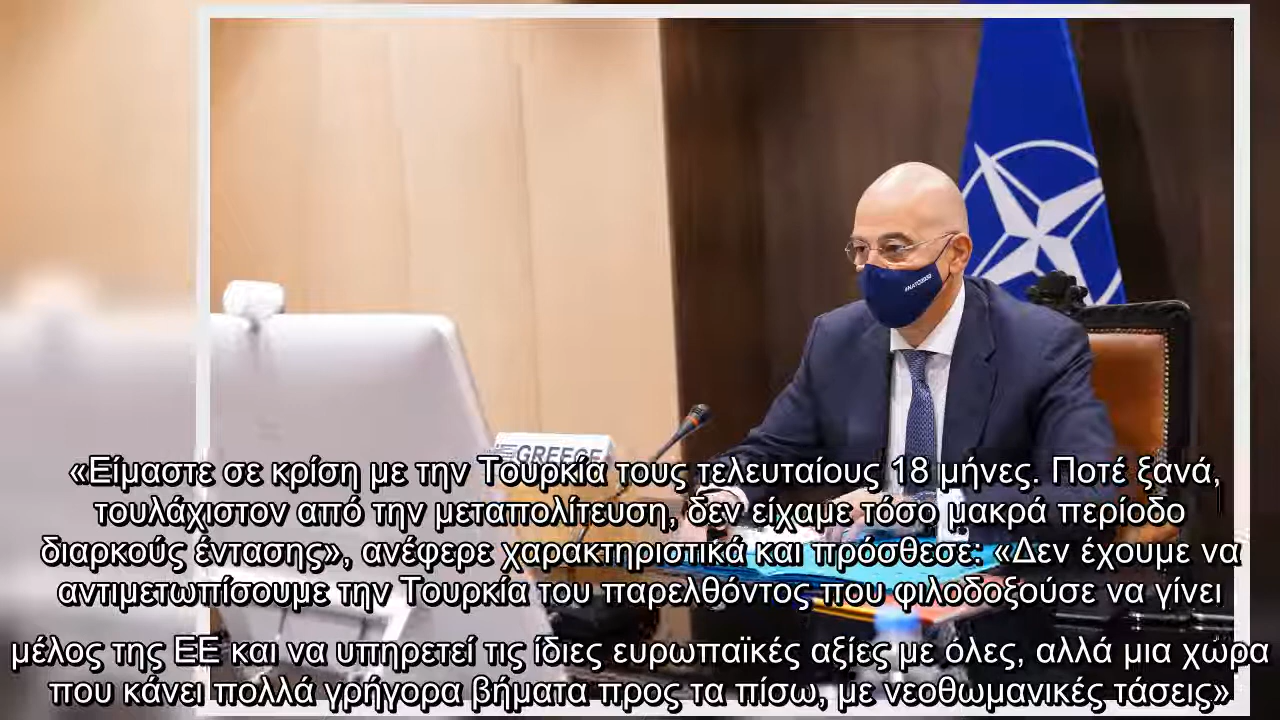 #NATO2030
GREECE
«Είμαστε σε κρίση με την Τουρκία τους τελευταίους 18 μήνες. Ποτέ ξανά,
τουλάχιστον από την μεταπολίτευση, δεν είχαμε τόσο μακρά περίοδο
διαρκούς έντασης», ανέφερε χαρακτηριστικά και πρόσθεσε: «Δεν έχουμε να
αντιμετωπίσουμε την Τουρκία του παρελθόντος που φιλοδοξούσε να γίνει
μέλος της ΕΕ και να υπηρετεί τις ίδιες ευρωπαϊκές αξίες με όλες, αλλά μια χώρα
που κάνει πολλά γρήγορα βήματα προς τα πίσω, με νεοθωμανικές τάσεις»